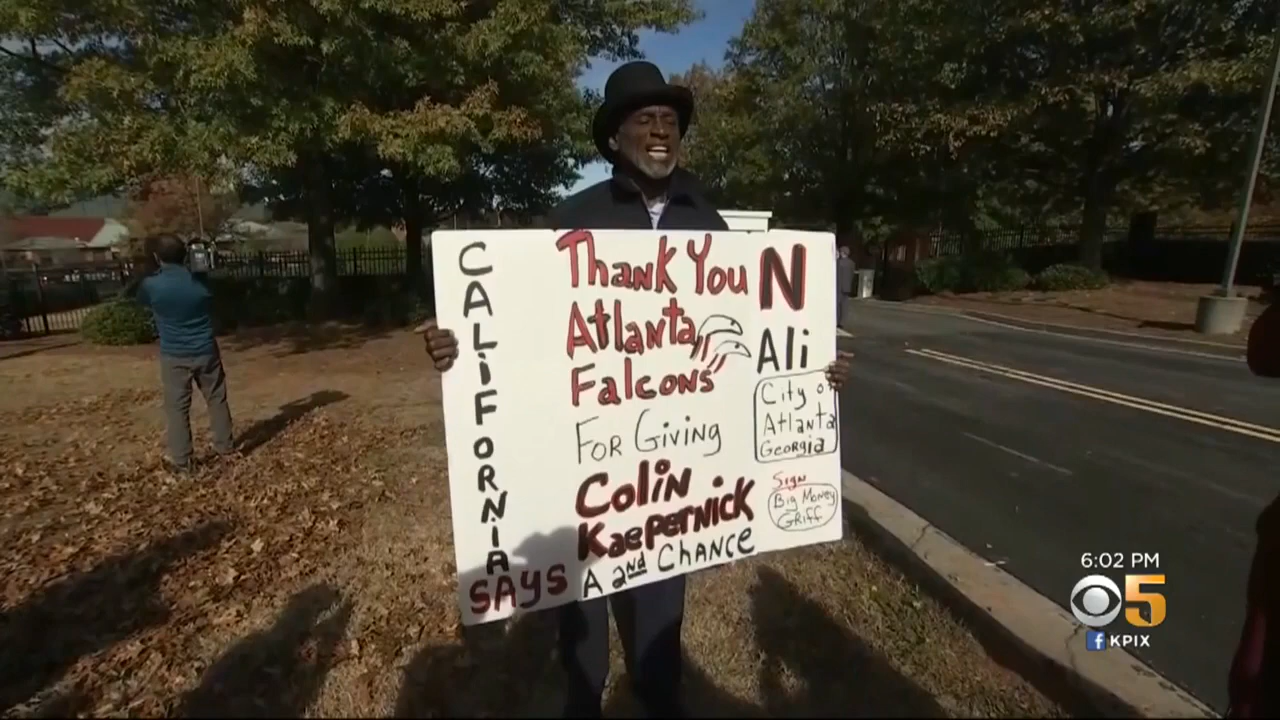 CALiFORNiA
SAYS
Thank You
Atlanta
Falcons
For Giving
Colin
Kaepernick
A 2nd Chance
N
Ali
City of
Atlanta
Georgia
Sign
Big Money
Griff
6:02 PM
5
f KPIX